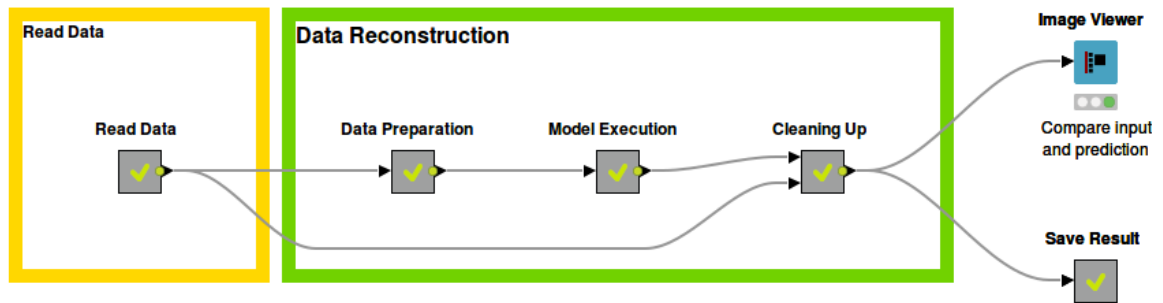 Read Data
Data Reconstruction
Image Viewer
Compare input
and prediction
Read Data
Data Preparation
Model Execution
Cleaning Up
Save Result